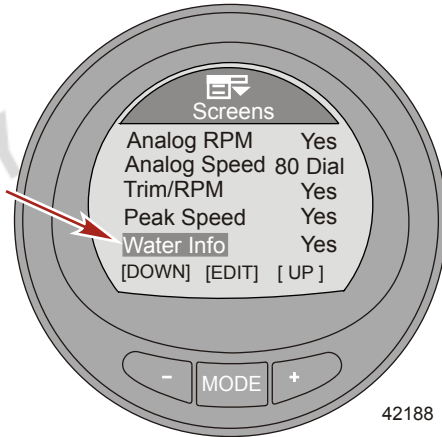 Screens
Analog RPM Yes
Analog Speed 80 Dial
Trim/RPM Yes
Peak Speed Yes
Water Info Yes
[DOWN] [EDIT] [ UP ]
- MODE +
42188